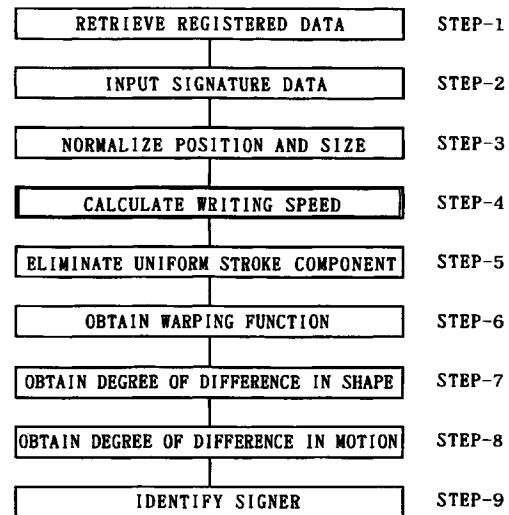 RETRIEVE REGISTERED DATA STEP-1
INPUT SIGNATURE DATA STEP-2
NORMALIZE POSITION AND SIZE STEP-3
CALCULATE WRITING SPEED STEP-4
ELIMINATE UNIFORM STROKE COMPONENT STEP-5
OBTAIN WARPING FUNCTION STEP-6
OBTAIN DEGREE OF DIFFERENCE IN SHAPE STEP-7
OBTAIN DEGREE OF DIFFERENCE IN MOTION STEP-8
IDENTIFY SIGNER STEP-9